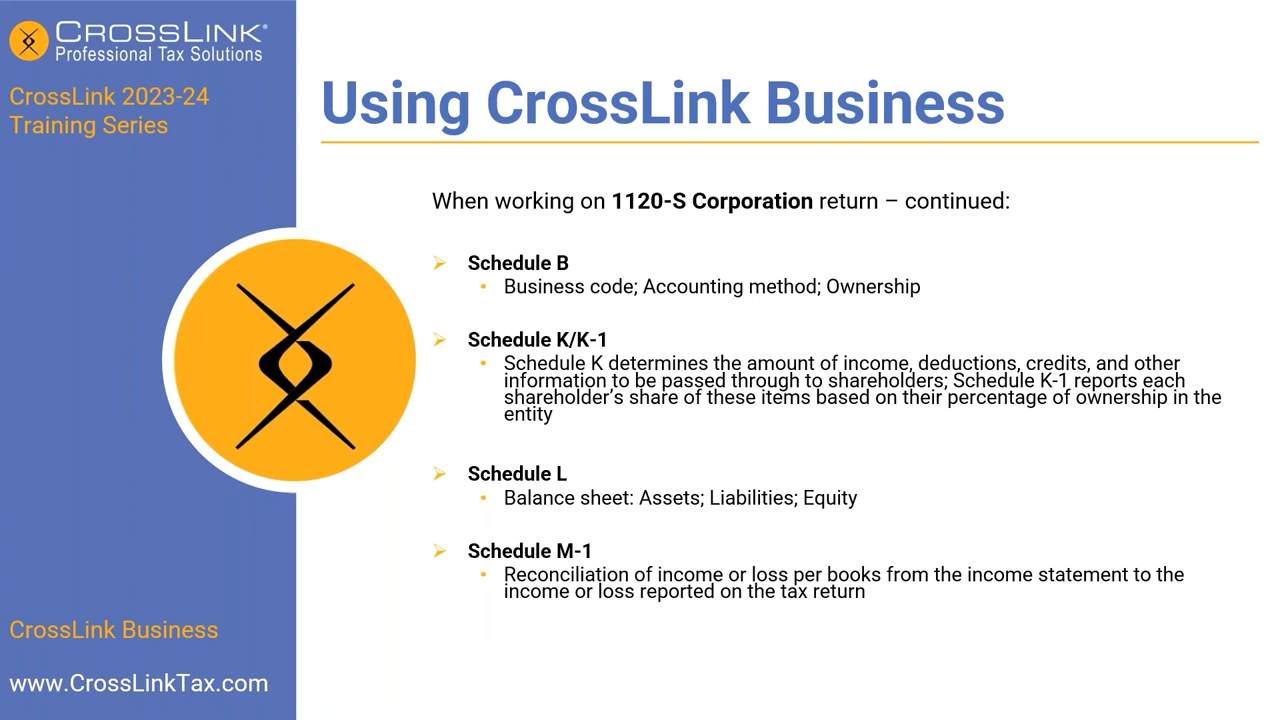 CROSSLINK®
Professional Tax Solutions
CrossLink 2023-24
Training Series
Using CrossLink Business
When working on 1120-S Corporation return – continued:
Schedule B
Business code; Accounting method; Ownership
Schedule K/K-1
Schedule K determines the amount of income, deductions, credits, and other
information to be passed through to shareholders; Schedule K-1 reports each
shareholder’s share of these items based on their percentage of ownership in the
entity
Schedule L
Balance sheet: Assets; Liabilities; Equity
Schedule M-1
Reconciliation of income or loss per books from the income statement to the
income or loss reported on the tax return
CrossLink Business
www.CrossLinkTax.com